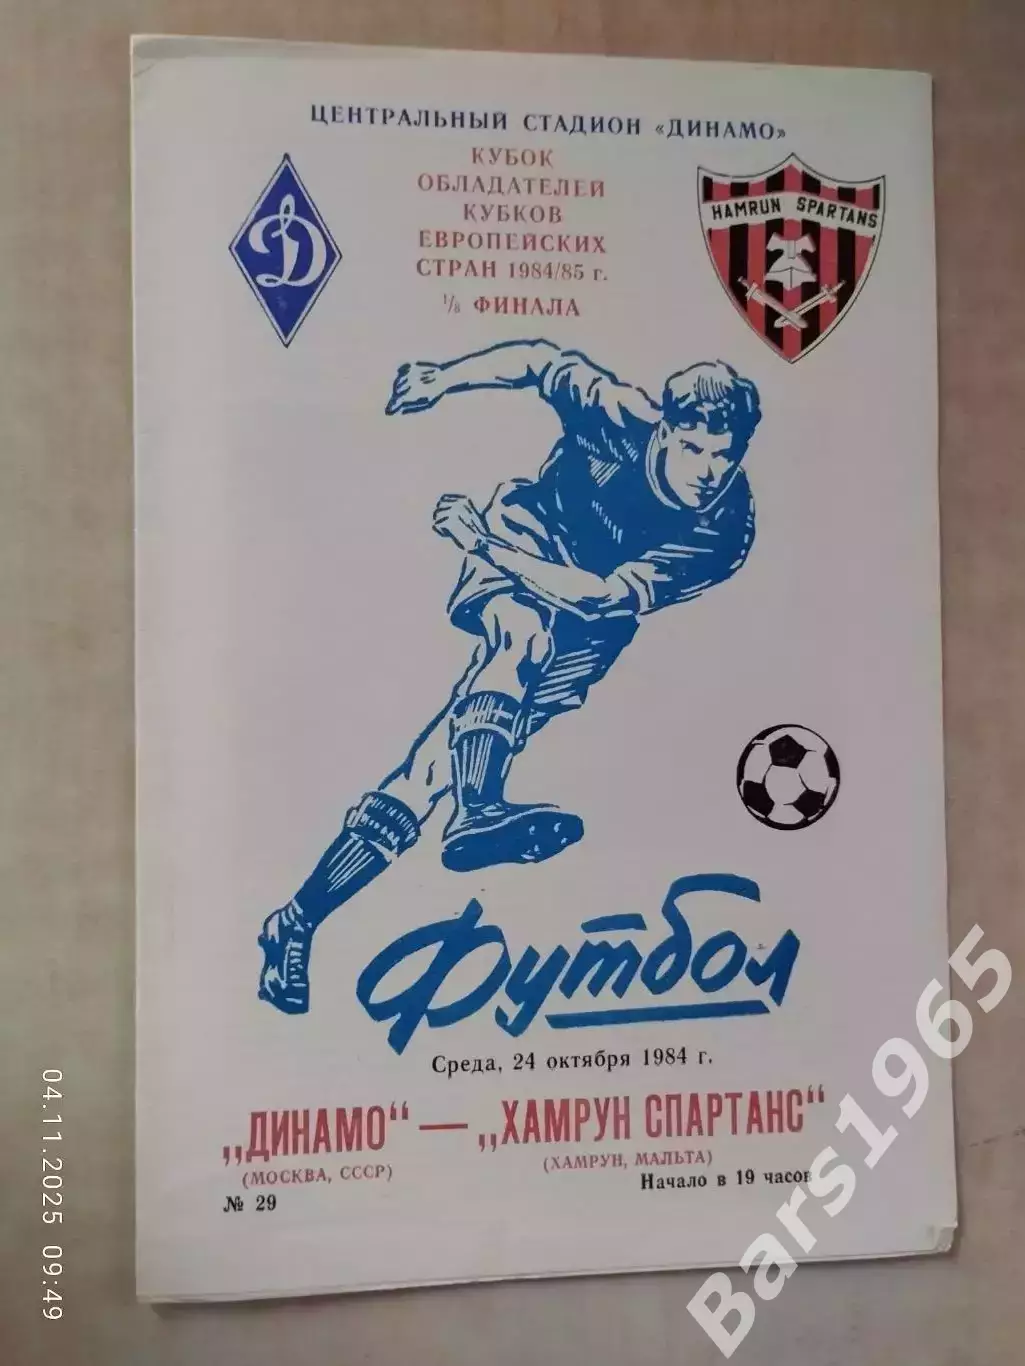 ЦЕНТРАЛЬНЫЙ СТАДИОН «ДИНАМО»
КУБОК
ОБЛАДАТЕЛЕЙ
КУБКОВ
ЕВРОПЕЙСКИХ
СТРАН 1984/85 г.
1/8 ФИНАЛА
Д
HAMRUN SPARTANS
Футбол
Среда, 24 октября 1984 г.
„ДИНАМО" — „ХАМРУН СПАРТАНС"
(МОСКВА, СССР)
(ХАМРУН, МАЛЬТА)
№ 29
Начало в 19 часов
04.11.2025 09:49
Bars1965